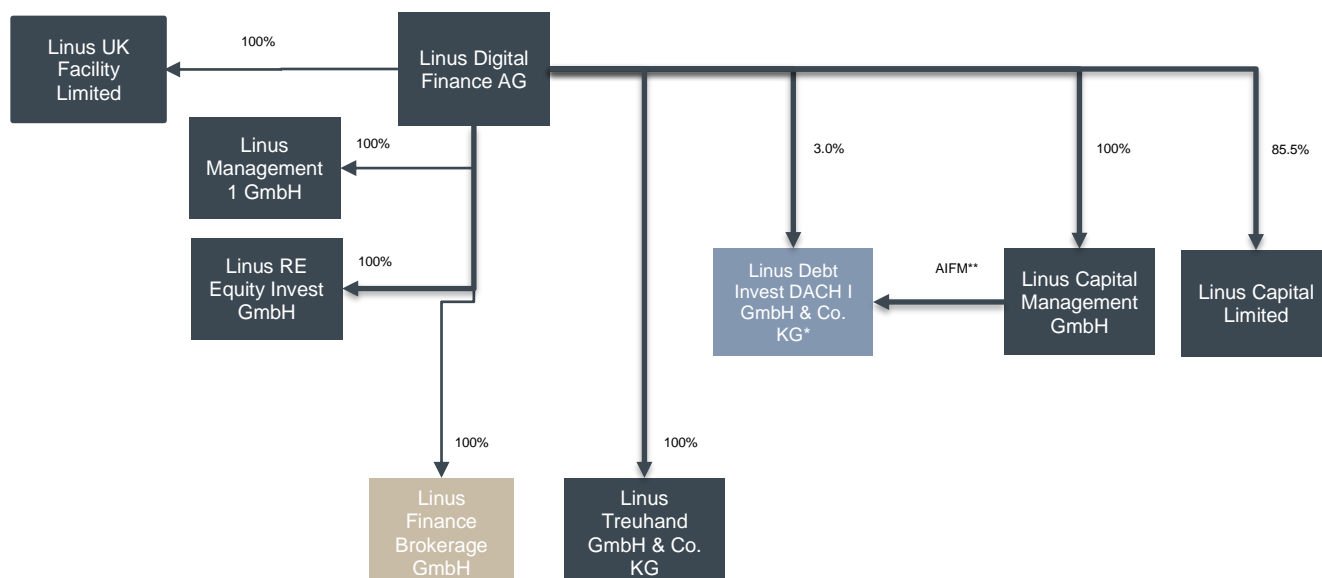 Linus UK
Facility
Limited
100%
Linus Digital
Finance AG
Linus
Management
1 GmbH
100%
3.0%
100%
85.5%
Linus RE
Equity Invest
GmbH
100%
Linus Debt
Invest DACH I
GmbH & Co.
KG*
AIFM**
Linus Capital
Management
GmbH
Linus Capital
Limited
100%
100%
Linus
Finance
Brokerage
GmbH
Linus
Treuhand
GmbH & Co.
KG